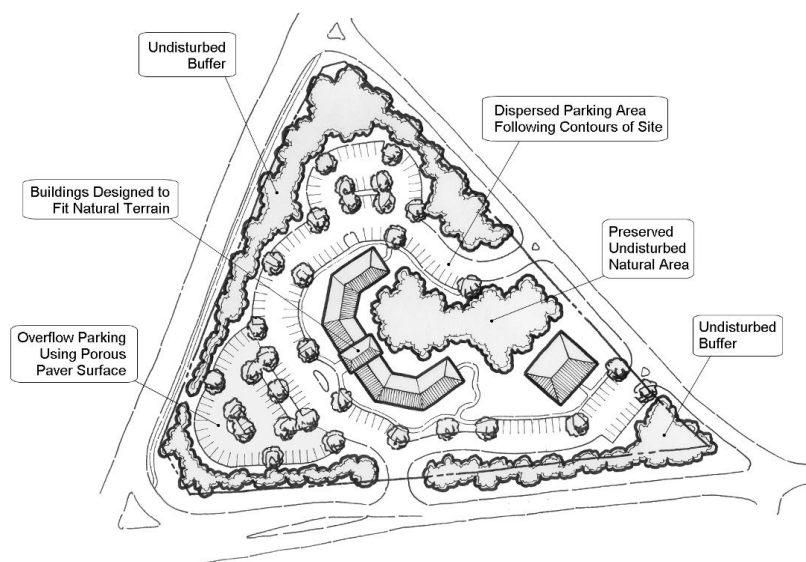 Undisturbed
Buffer
Dispersed Parking Area
Following Contours of Site
Buildings Designed to
Fit Natural Terrain
Preserved
Undisturbed
Natural Area
Overflow Parking
Using Porous
Paver Surface
Undisturbed
Buffer